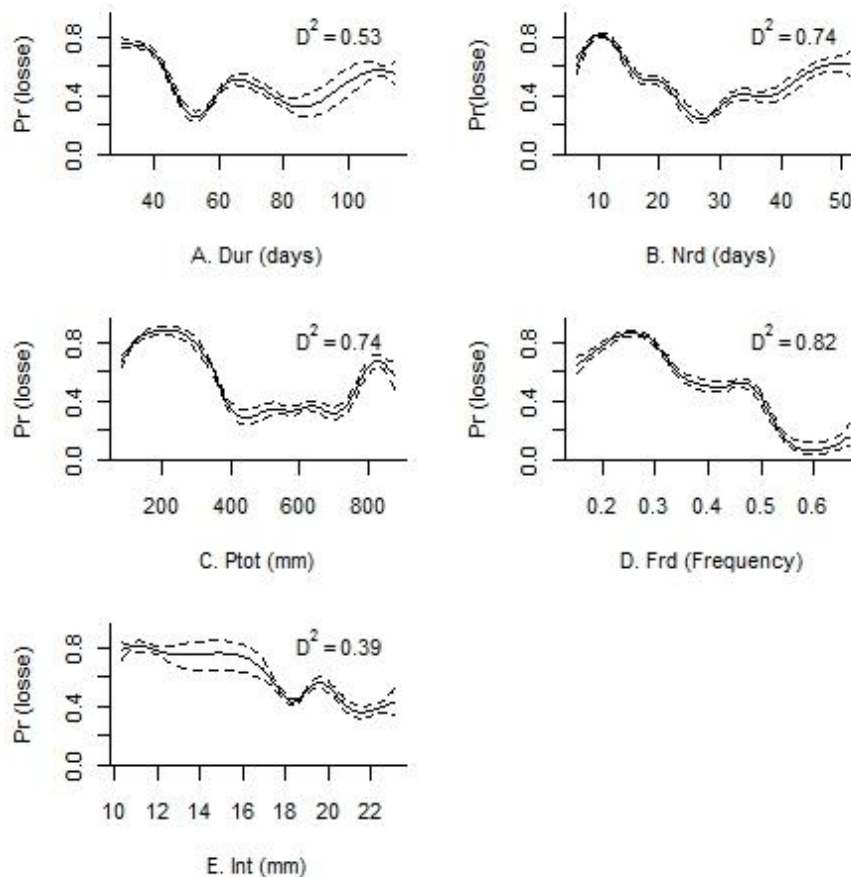 D² = 0.53
Pr (losse)
0.0 0.4 0.8
40 60 80 100
A. Dur (days)
D² = 0.74
Pr(losse)
0.0 0.4 0.8
10 20 30 40 50
B. Nrd (days)
D² = 0.74
Pr (losse)
0.0 0.4 0.8
200 400 600 800
C. Ptot (mm)
D² = 0.82
Pr (losse)
0.0 0.4 0.8
0.2 0.3 0.4 0.5 0.6
D. Frd (Frequency)
D² = 0.39
Pr (losse)
0.0 0.4 0.8
10 12 14 16 18 20 22
E. Int (mm)